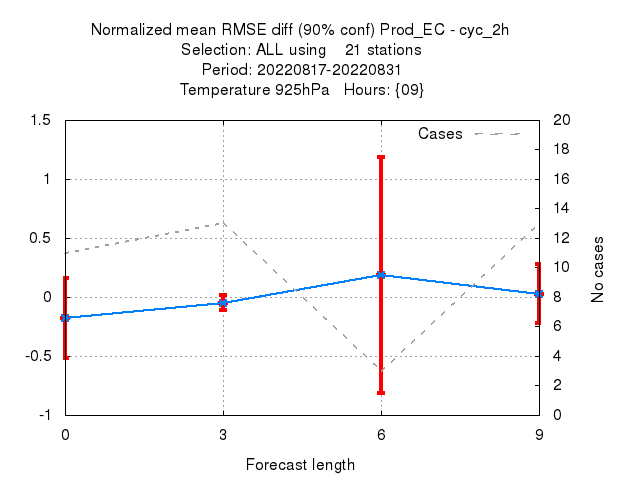 Normalized mean RMSE diff (90% conf) Prod_EC - cyc_2h
Selection: ALL using    21 stations
Period: 20220817-20220831
Temperature 925hPa   Hours: {09}
Cases
1.5
1
0.5
0
-0.5
-1
20
18
16
14
12
10
8
6
4
2
0
No cases
0 3 6 9
Forecast length